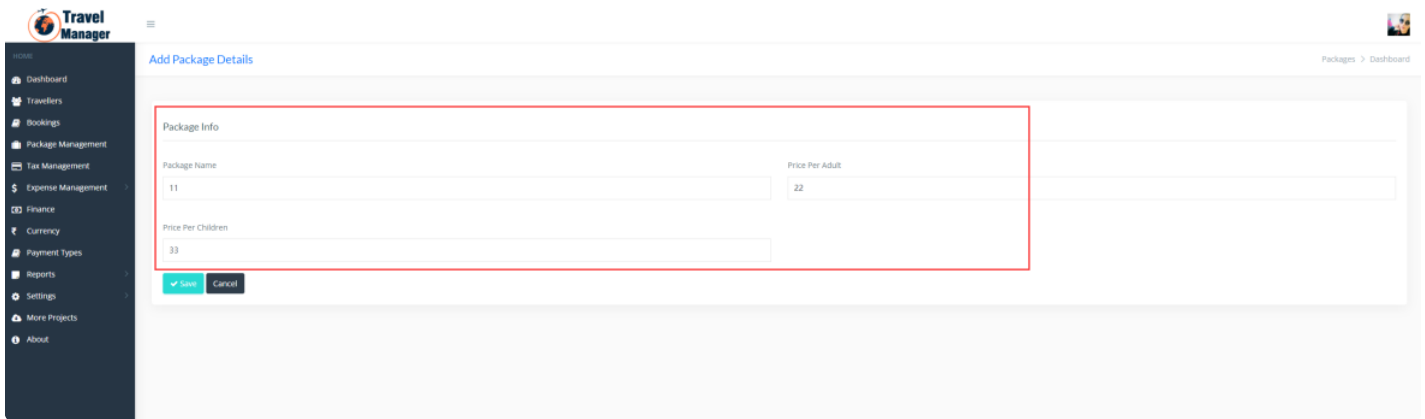 Travel
Manager
HOME
Add Package Details
Packages > Dashboard
Dashboard
Travellers
Bookings
Package Management
Tax Management
Expense Management
Finance
Currency
Payment Types
Reports
Settings
More Projects
About
Package Info
Package Name
Price Per Adult
11
22
Price Per Children
33
Save
Cancel